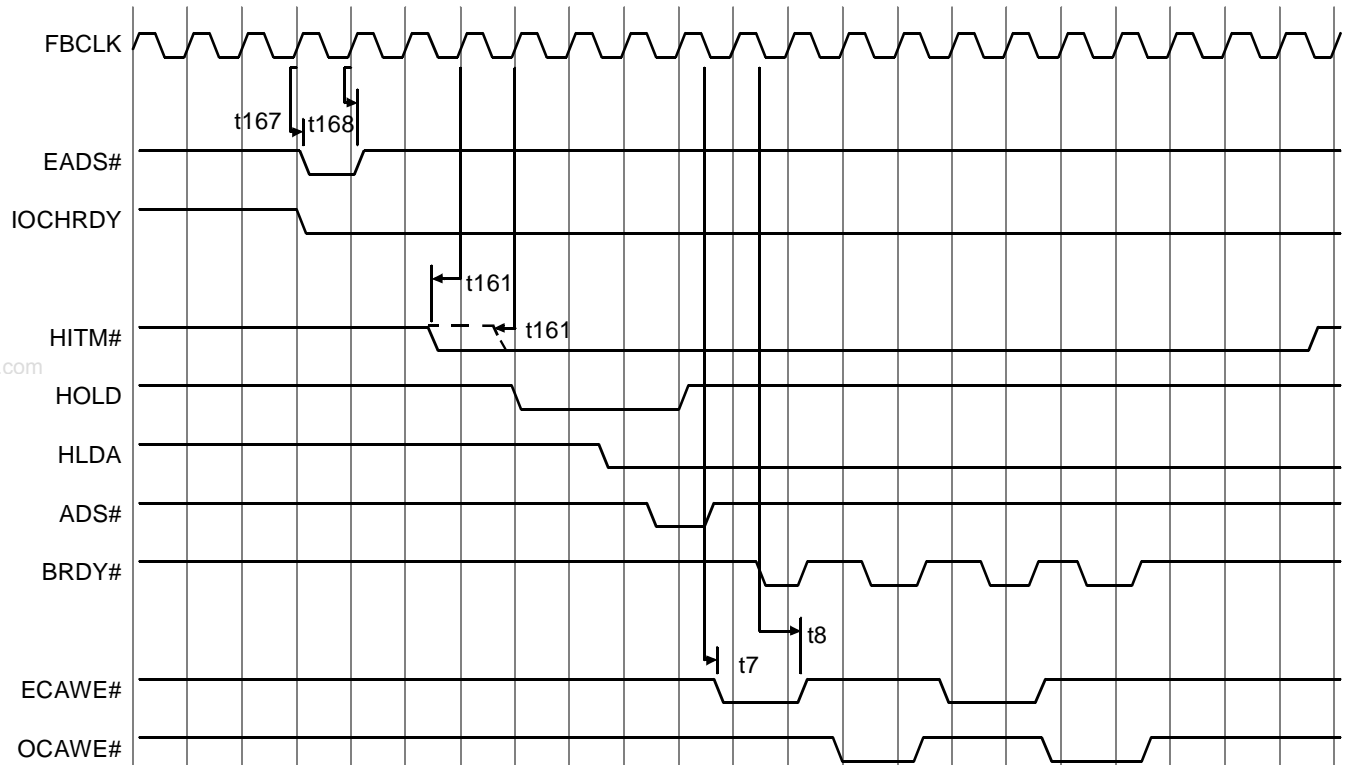 FBCLK
t167
t168
EADS#
IOCHRDY
t161
HITM#
t161
.com
HOLD
HLDA
ADS#
BRDY#
t8
t7
ECAWE#
OCAWE#